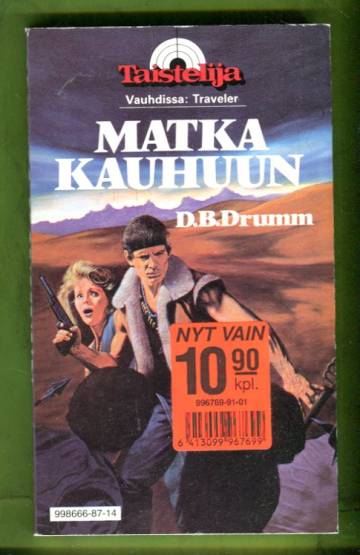 Taistelija
Vauhdissa: Traveler
MATKA
KAUHUUN
D.B.Drumm
NYT VAIN
10 90
kpl.
996769-91-01
6 413099 967699
998666-87-14